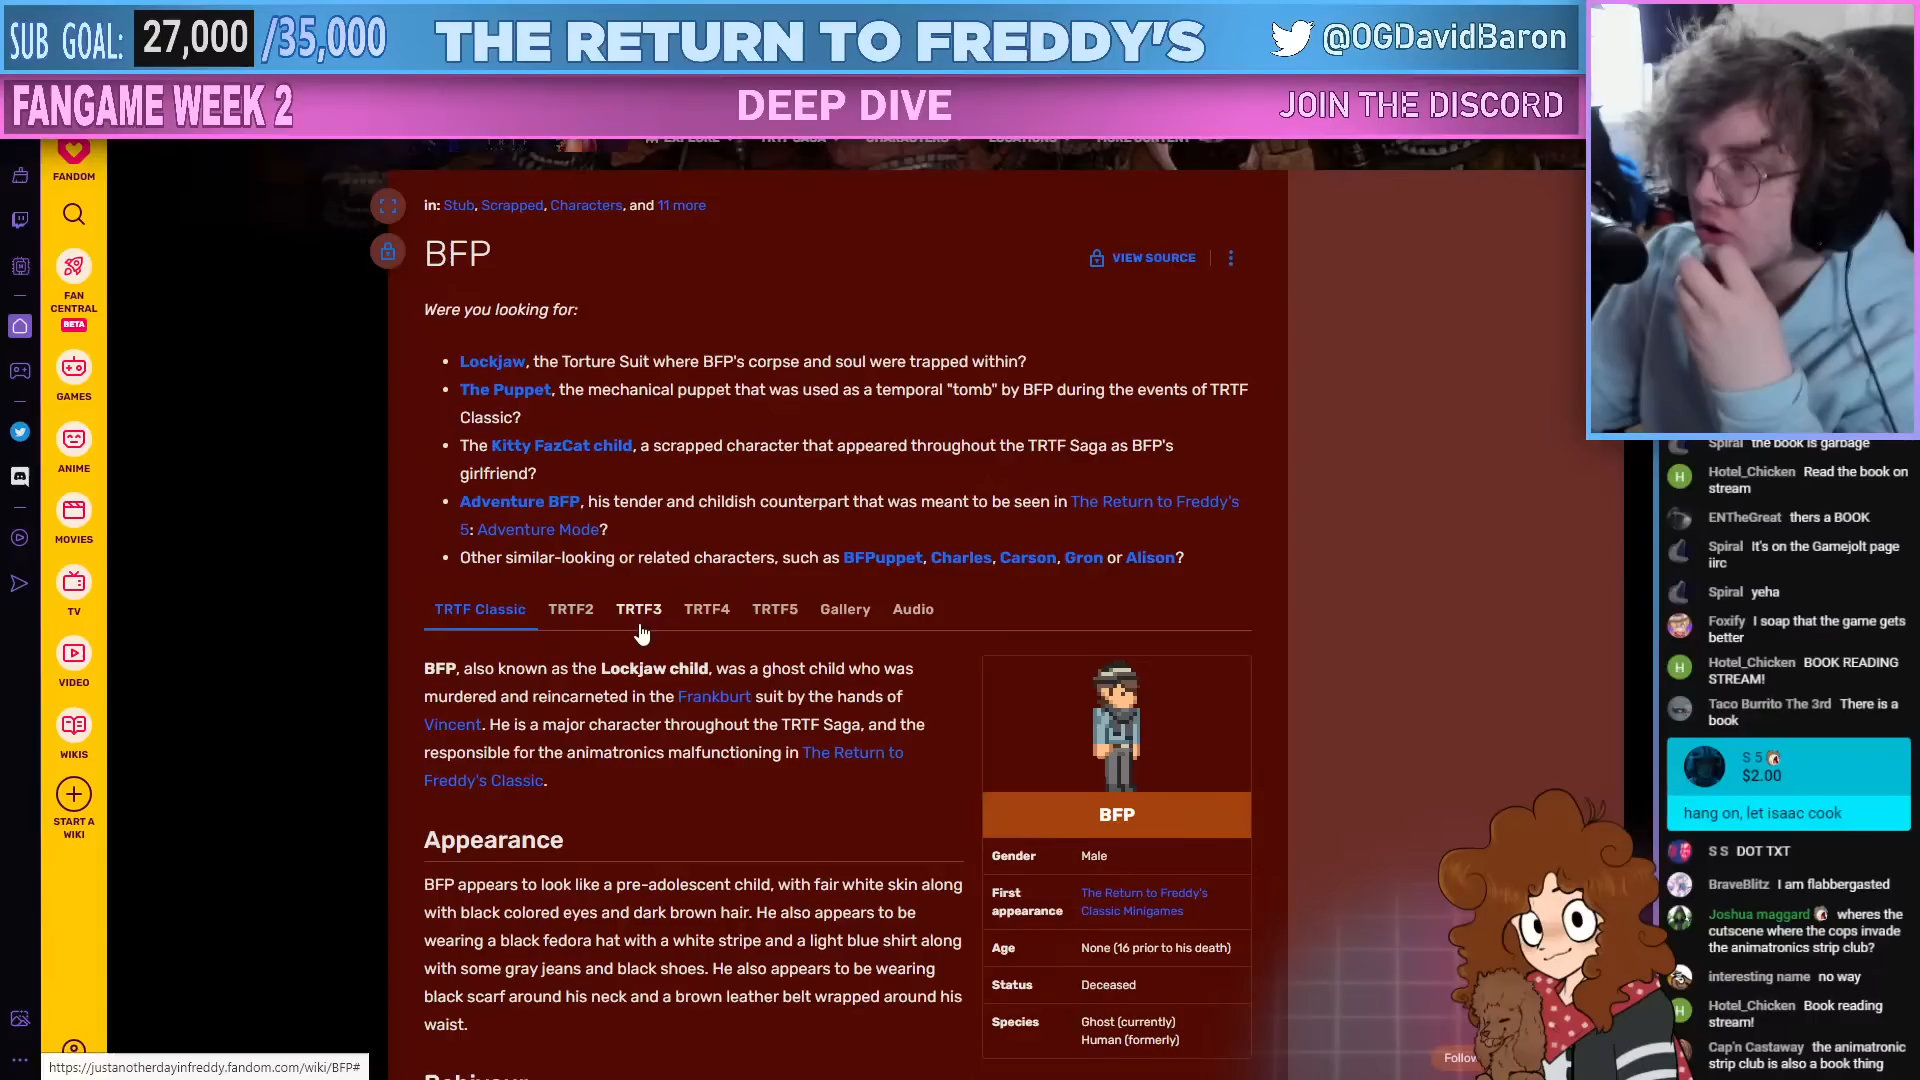 SUB GOAL: 27,000 /35,000
THE RETURN TO FREDDY'S
@OGDavidBaron
FANGAME WEEK 2
DEEP DIVE
JOIN THE DISCORD
FANDOM
FAN
CENTRAL
BETA
GAMES
ANIME
MOVIES
TV
VIDEO
WIKIS
START A
WIKI
in: Stub, Scrapped, Characters, and 11 more
BFP
VIEW SOURCE
Were you looking for:
• Lockjaw, the Torture Suit where BFP's corpse and soul were trapped within?
• The Puppet, the mechanical puppet that was used as a temporal "tomb" by BFP during the events of TRTF
Classic?
• The Kitty FazCat child, a scrapped character that appeared throughout the TRTF Saga as BFP's
girlfriend?
• Adventure BFP, his tender and childish counterpart that was meant to be seen in The Return to Freddy's
5: Adventure Mode?
• Other similar-looking or related characters, such as BFPuppet, Charles, Carson, Gron or Alison?
TRTF Classic TRTF2 TRTF3 TRTF4 TRTF5 Gallery Audio
BFP, also known as the Lockjaw child, was a ghost child who was
murdered and reincarneted in the Frankburt suit by the hands of
Vincent. He is a major character throughout the TRTF Saga, and the
responsible for the animatronics malfunctioning in The Return to
Freddy's Classic.
Appearance
BFP appears to look like a pre-adolescent child, with fair white skin along
with black colored eyes and dark brown hair. He also appears to be
wearing a black fedora hat with a white stripe and a light blue shirt along
with some gray jeans and black shoes. He also appears to be wearing
black scarf around his neck and a brown leather belt wrapped around his
waist.
BFP
Gender Male
First
appearance
The Return to Freddy's
Classic Minigames
Age None (16 prior to his death)
Status Deceased
Species Ghost (currently)
Human (formerly)
https://justanotherdayinfreddy.fandom.com/wiki/BFP#
Spiral the book is garbage
Hotel_Chicken Read the book on
stream
ENTheGreat thers a BOOK
Spiral It's on the Gamejolt page
iirc
Spiral yeha
Foxify I soap that the game gets
better
Hotel_Chicken BOOK READING
STREAM!
Taco Burrito The 3rd There is a
book
S 5
$2.00
hang on, let isaac cook
S S DOT TXT
BraveBlitz I am flabbergasted
Joshua maggard wheres the
cutscene where the cops invade
the animatronics strip club?
interesting name no way
Hotel_Chicken Book reading
stream!
Cap'n Castaway the animatronic
strip club is also a book thing